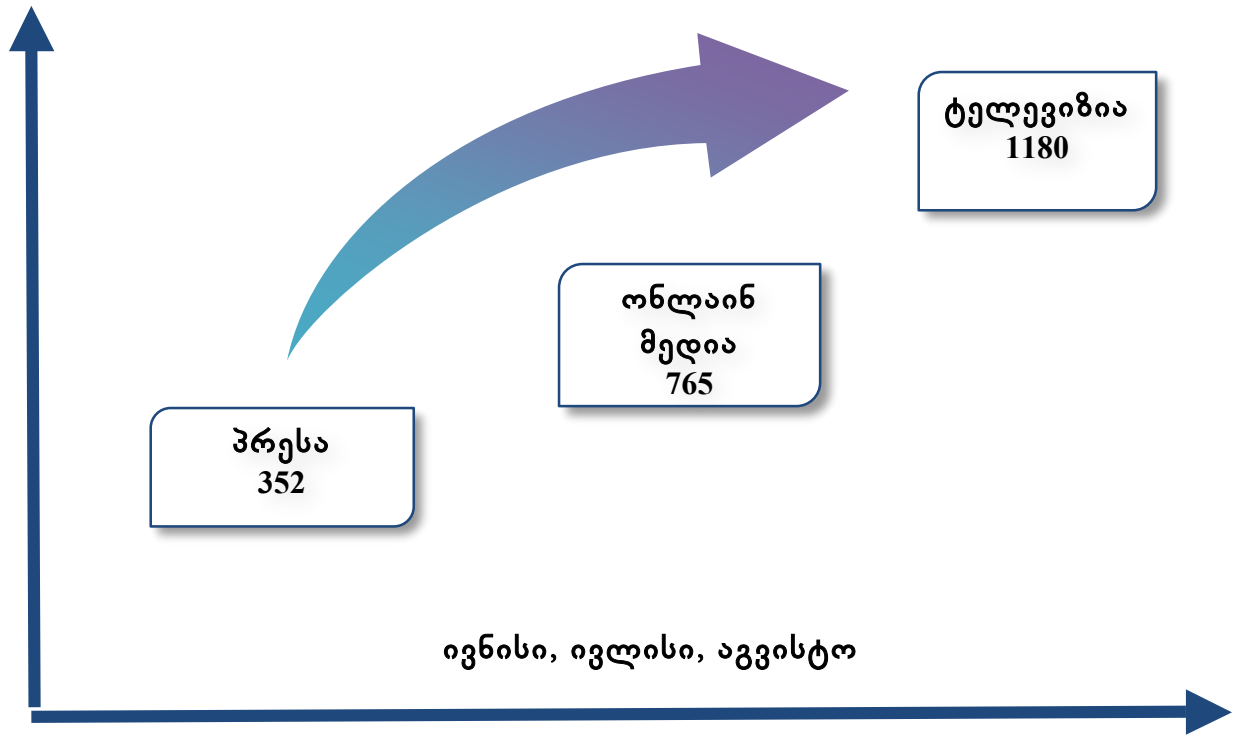 ტელევიზია
1180
ონლაინ
მედია
765
პრესა
352
ივნისი, ივლისი, აგვისტო